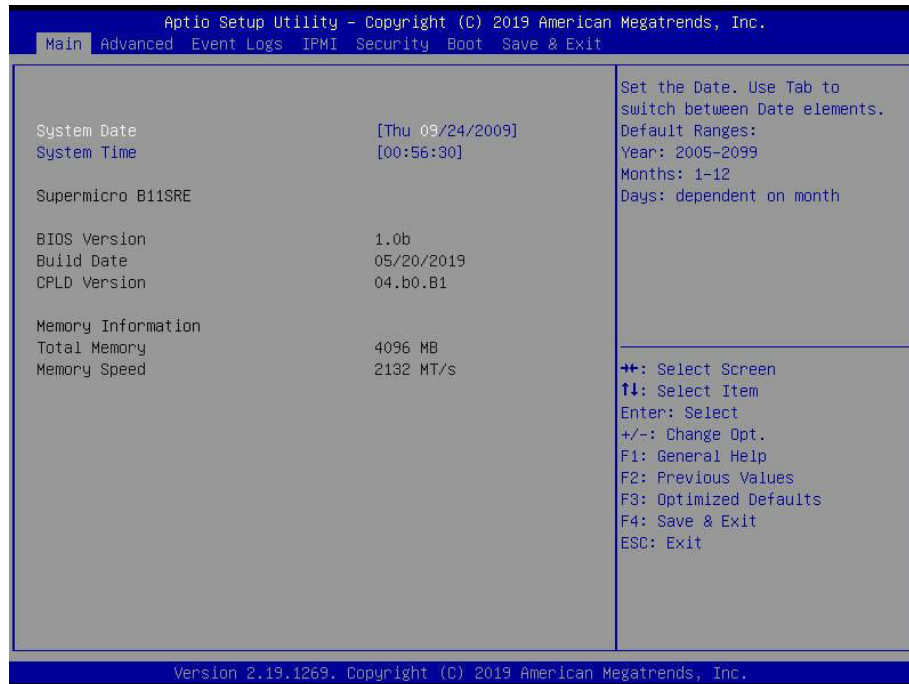 Aptio Setup Utility – Copyright (C) 2019 American Megatrends, Inc.
Main Advanced Event Logs IPMI Security Boot Save & Exit
System Date [Thu 09/24/2009]
System Time [00:56:30]
Supermicro B11SRE
BIOS Version 1.0b
Build Date 05/20/2019
CPLD Version 04.b0.B1
Memory Information
Total Memory 4096 MB
Memory Speed 2132 MT/s
Set the Date. Use Tab to
switch between Date elements.
Default Ranges:
Year: 2005-2099
Months: 1-12
Days: dependent on month
→←: Select Screen
↑↓: Select Item
Enter: Select
+/-: Change Opt.
F1: General Help
F2: Previous Values
F3: Optimized Defaults
F4: Save & Exit
ESC: Exit
Version 2.19.1269. Copyright (C) 2019 American Megatrends, Inc.